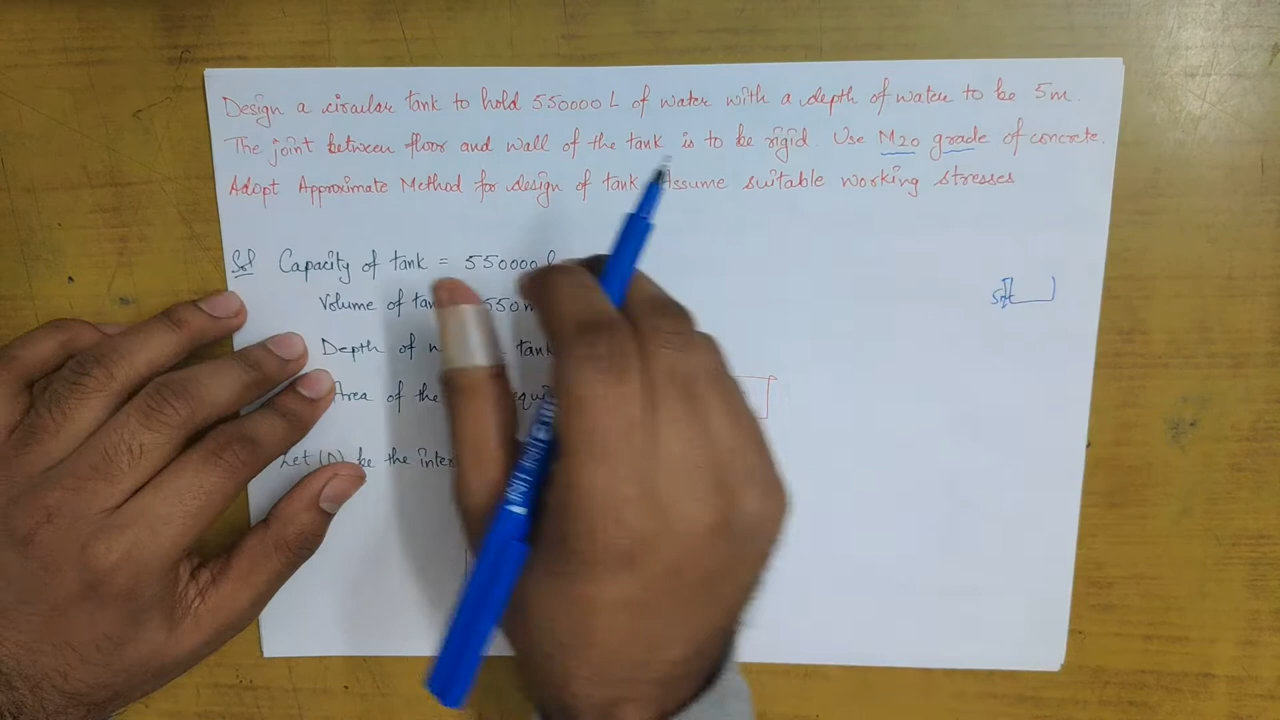 Design a circular tank to hold 550000 L of water with a depth of water to be 5m.
The joint between floor and wall of the tank is to be rigid. Use M20 grade of concrete.
Adopt Approximate Method for design of tank. Assume suitable working stresses
Sol Capacity of tank = 550000 l
Volume of tan 550 m
Depth of tank
Area of the
Let (D) be the inter